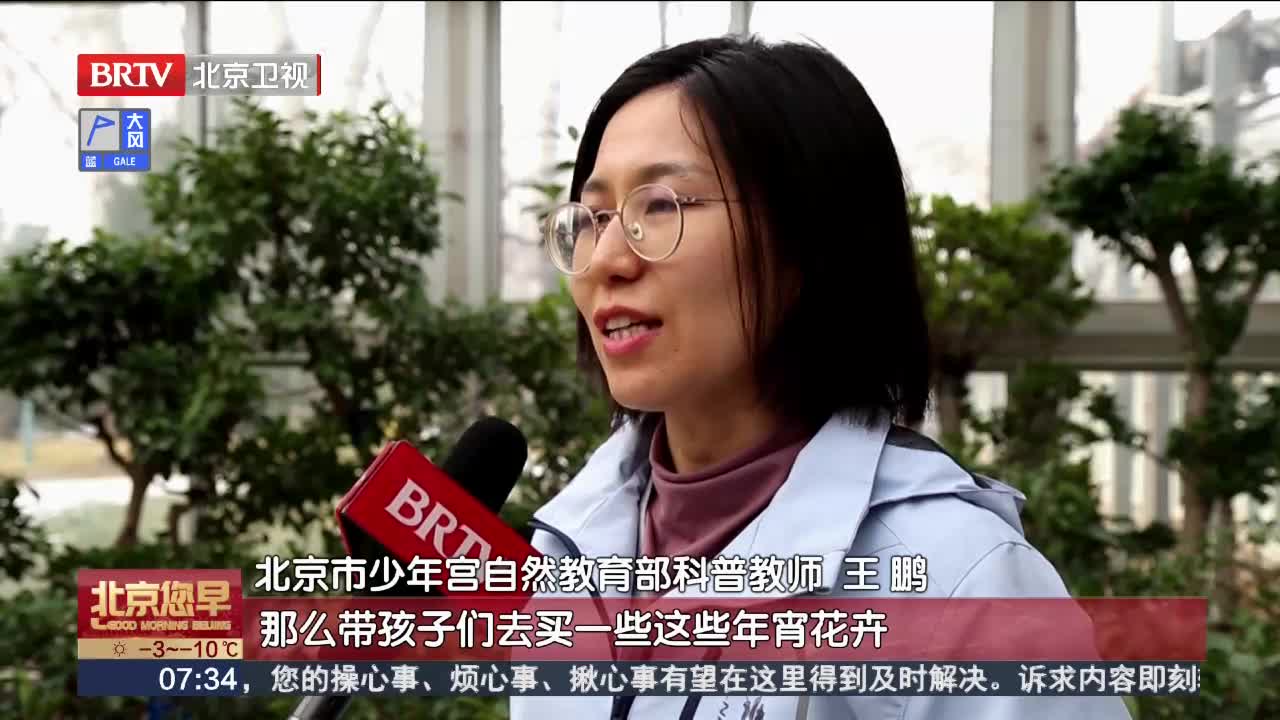 BRTV 北京卫视
大风
蓝 GALE
BRTV
北京市少年宫自然教育部科普教师 王 鹏
北京您早
GOOD MORNING BEIJING
那么带孩子们去买一些这些年宵花卉
-3~-10℃
07:34
，您的操心事、烦心事、揪心事有望在这里得到及时解决。诉求内容即刻